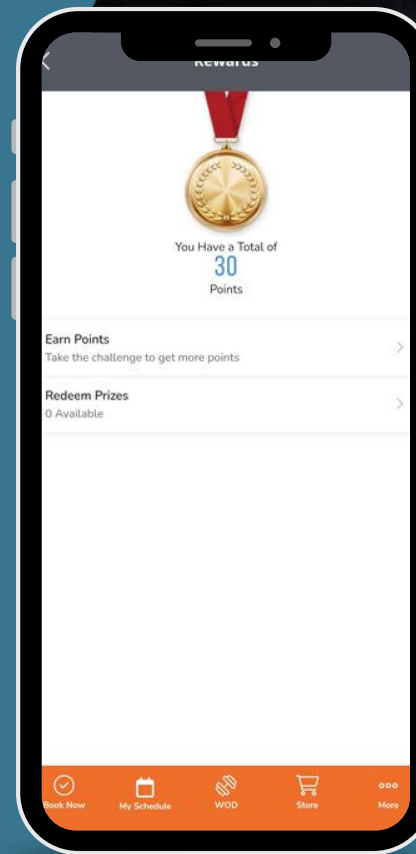 Rewards
You Have a Total of
30
Points
Earn Points
Take the challenge to get more points
Redeem Prizes
0 Available
Book Now My Schedule WOD Store More